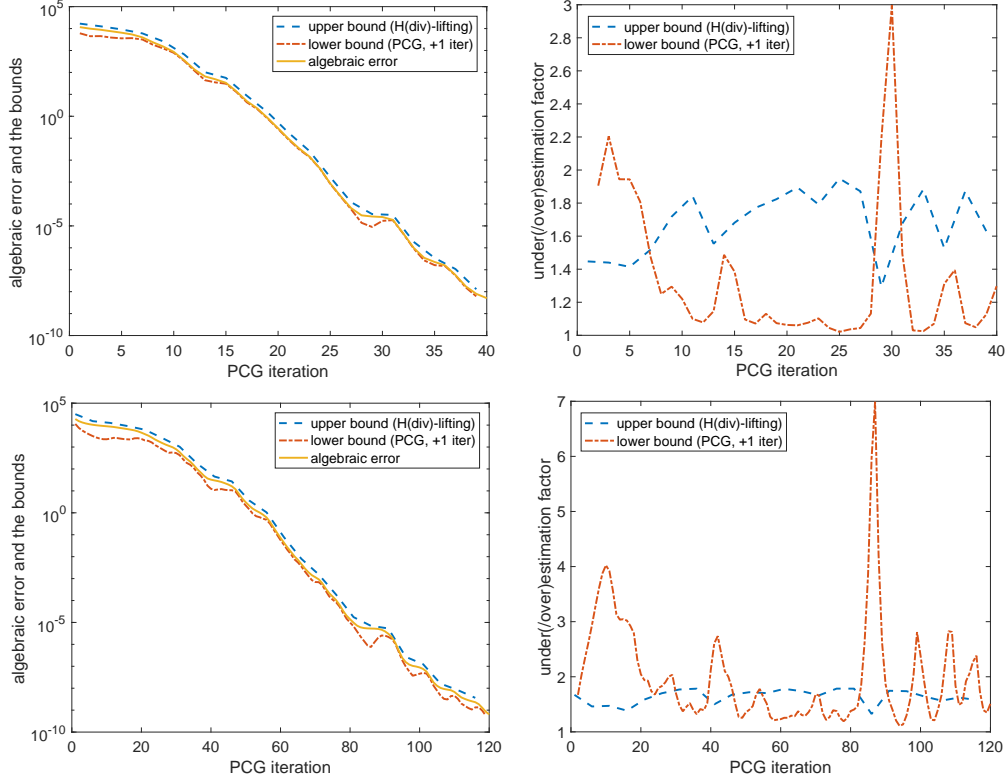 upper bound (H(div)-lifting)
lower bound (PCG, +1 iter)
algebraic error
algebraic error and the bounds
10^5
10^0
10^-5
10^-10
0 5 10 15 20 25 30 35 40
PCG iteration
upper bound (H(div)-lifting)
lower bound (PCG, +1 iter)
under(/over)estimation factor
3
2.8
2.6
2.4
2.2
2
1.8
1.6
1.4
1.2
1
0 5 10 15 20 25 30 35 40
PCG iteration
upper bound (H(div)-lifting)
lower bound (PCG, +1 iter)
algebraic error
algebraic error and the bounds
10^5
10^0
10^-5
10^-10
0 20 40 60 80 100 120
PCG iteration
upper bound (H(div)-lifting)
lower bound (PCG, +1 iter)
under(/over)estimation factor
7
6
5
4
3
2
1
0 20 40 60 80 100 120
PCG iteration